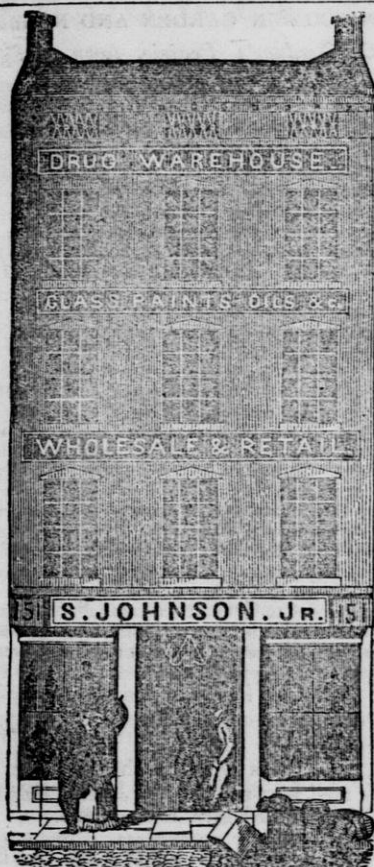 DRUG WAREHOUSE.
GLASS. PAINTS. OILS. &c.
WHOLESALE & RETAIL
151 S. JOHNSON. JR. 151